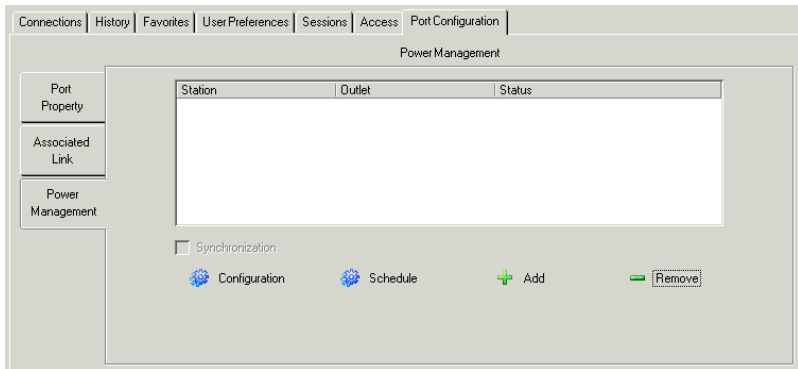 Connections History Favorites User Preferences Sessions Access Port Configuration
Power Management
Port
Property
Associated
Link
Power
Management
Station Outlet Status
Synchronization
Configuration Schedule Add Remove